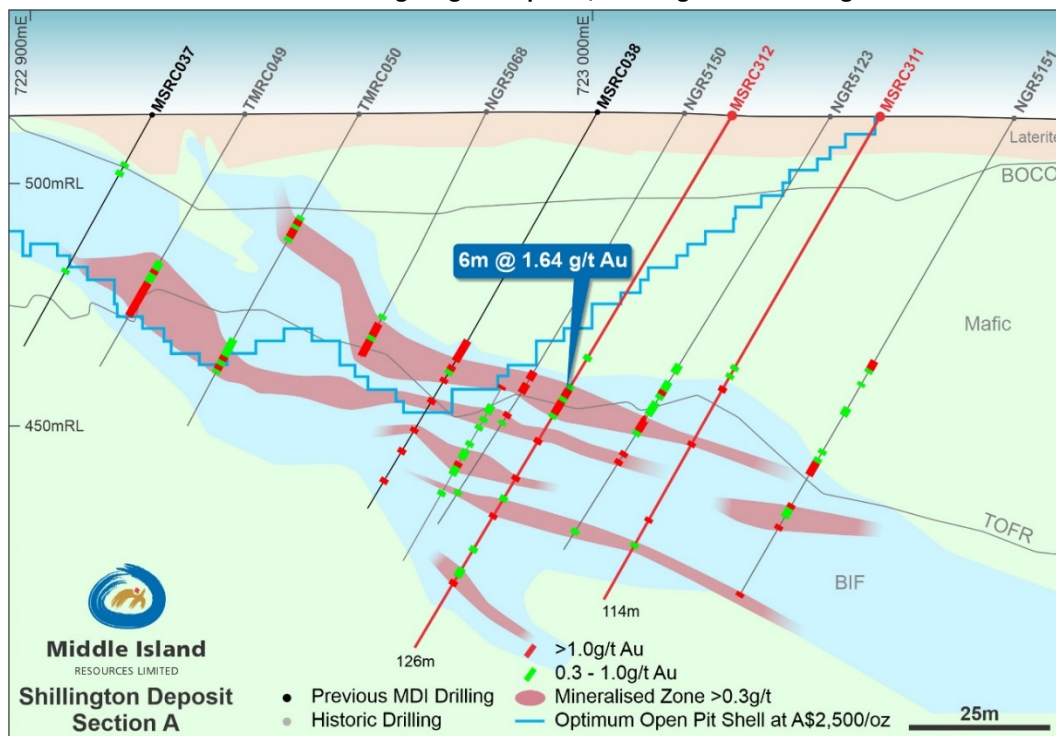 722 900mE
MSRC037
TMRC049
TMRC050
NGR5068
723 000mE
MSRC038
NGR5150
MSRC312
NGR5123
MSRC311
NGR5151
Laterite
BOCO
500mRL
6m @ 1.64 g/t Au
Mafic
450mRL
TOFR
BIF
114m
126m
Middle Island
RESOURCES LIMITED
Shillington Deposit
Section A
>1.0g/t Au
0.3 - 1.0g/t Au
Previous MDI Drilling
Mineralised Zone >0.3g/t
Historic Drilling
Optimum Open Pit Shell at A$2,500/oz
25m